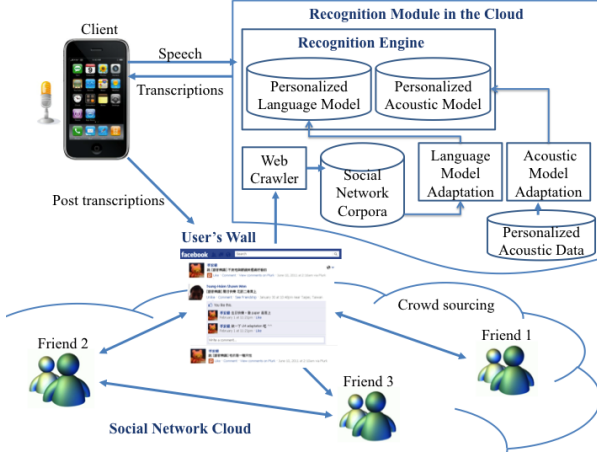 Recognition Module in the Cloud
Client
Recognition Engine
Speech
Transcriptions
Personalized
Language Model
Personalized
Acoustic Model
Web
Crawler
Social
Network
Corpora
Language
Model
Adaptation
Acoustic
Model
Adaptation
Post transcriptions
Personalized
Acoustic Data
User's Wall
facebook
Crowd sourcing
Friend 2
Friend 1
Friend 3
Social Network Cloud